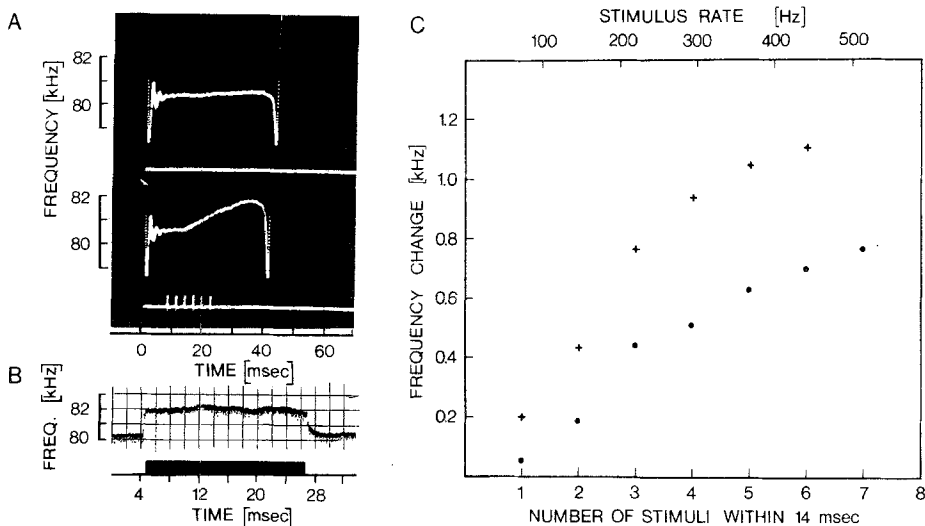 A
FREQUENCY [kHz]
82
80
82
80
0 20 40 60
TIME [msec]
B
FREQ. [kHz]
82
80
4 12 20 28
TIME [msec]
C
STIMULUS RATE [Hz]
100 200 300 400 500
FREQUENCY CHANGE [kHz]
1.2
1.0
0.8
0.6
0.4
0.2
1 2 3 4 5 6 7 8
NUMBER OF STIMULI WITHIN 14 msec